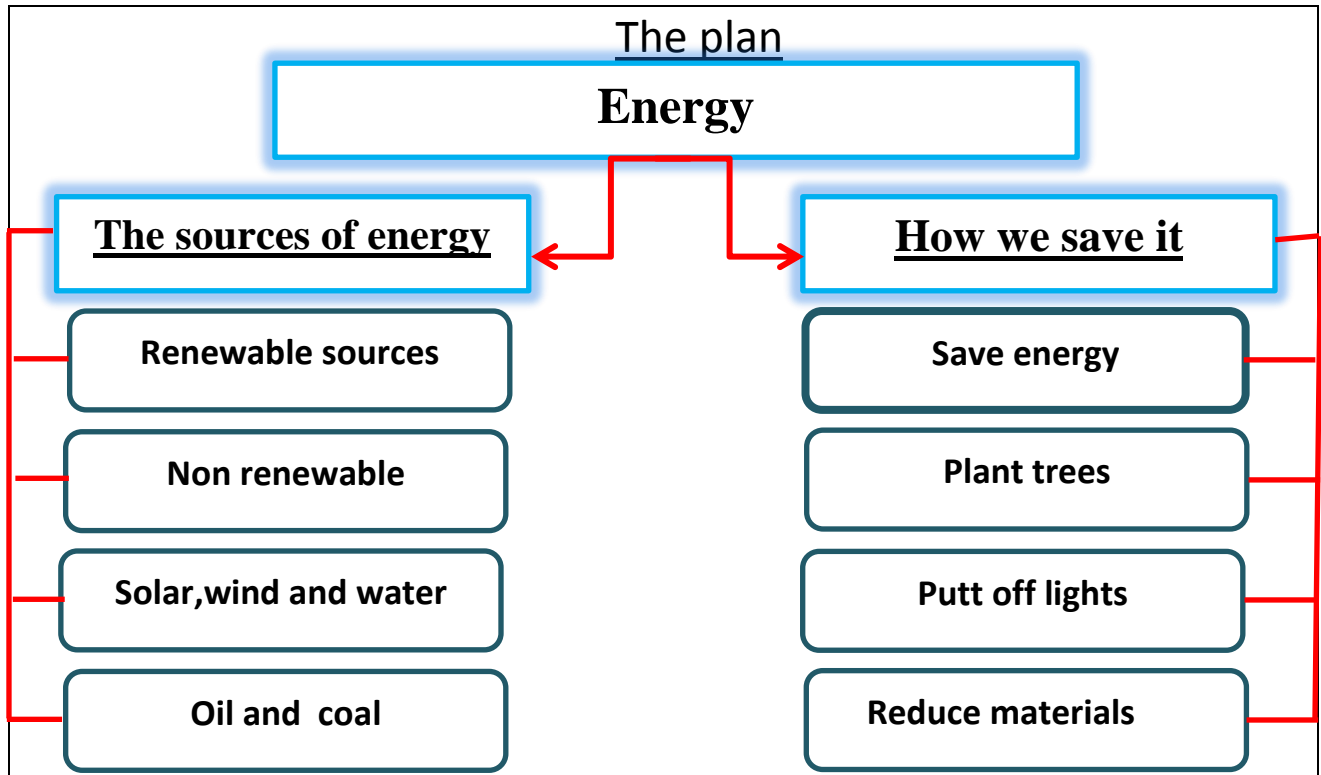 The plan
Energy
The sources of energy
Renewable sources
Non renewable
Solar,wind and water
Oil and coal
How we save it
Save energy
Plant trees
Putt off lights
Reduce materials